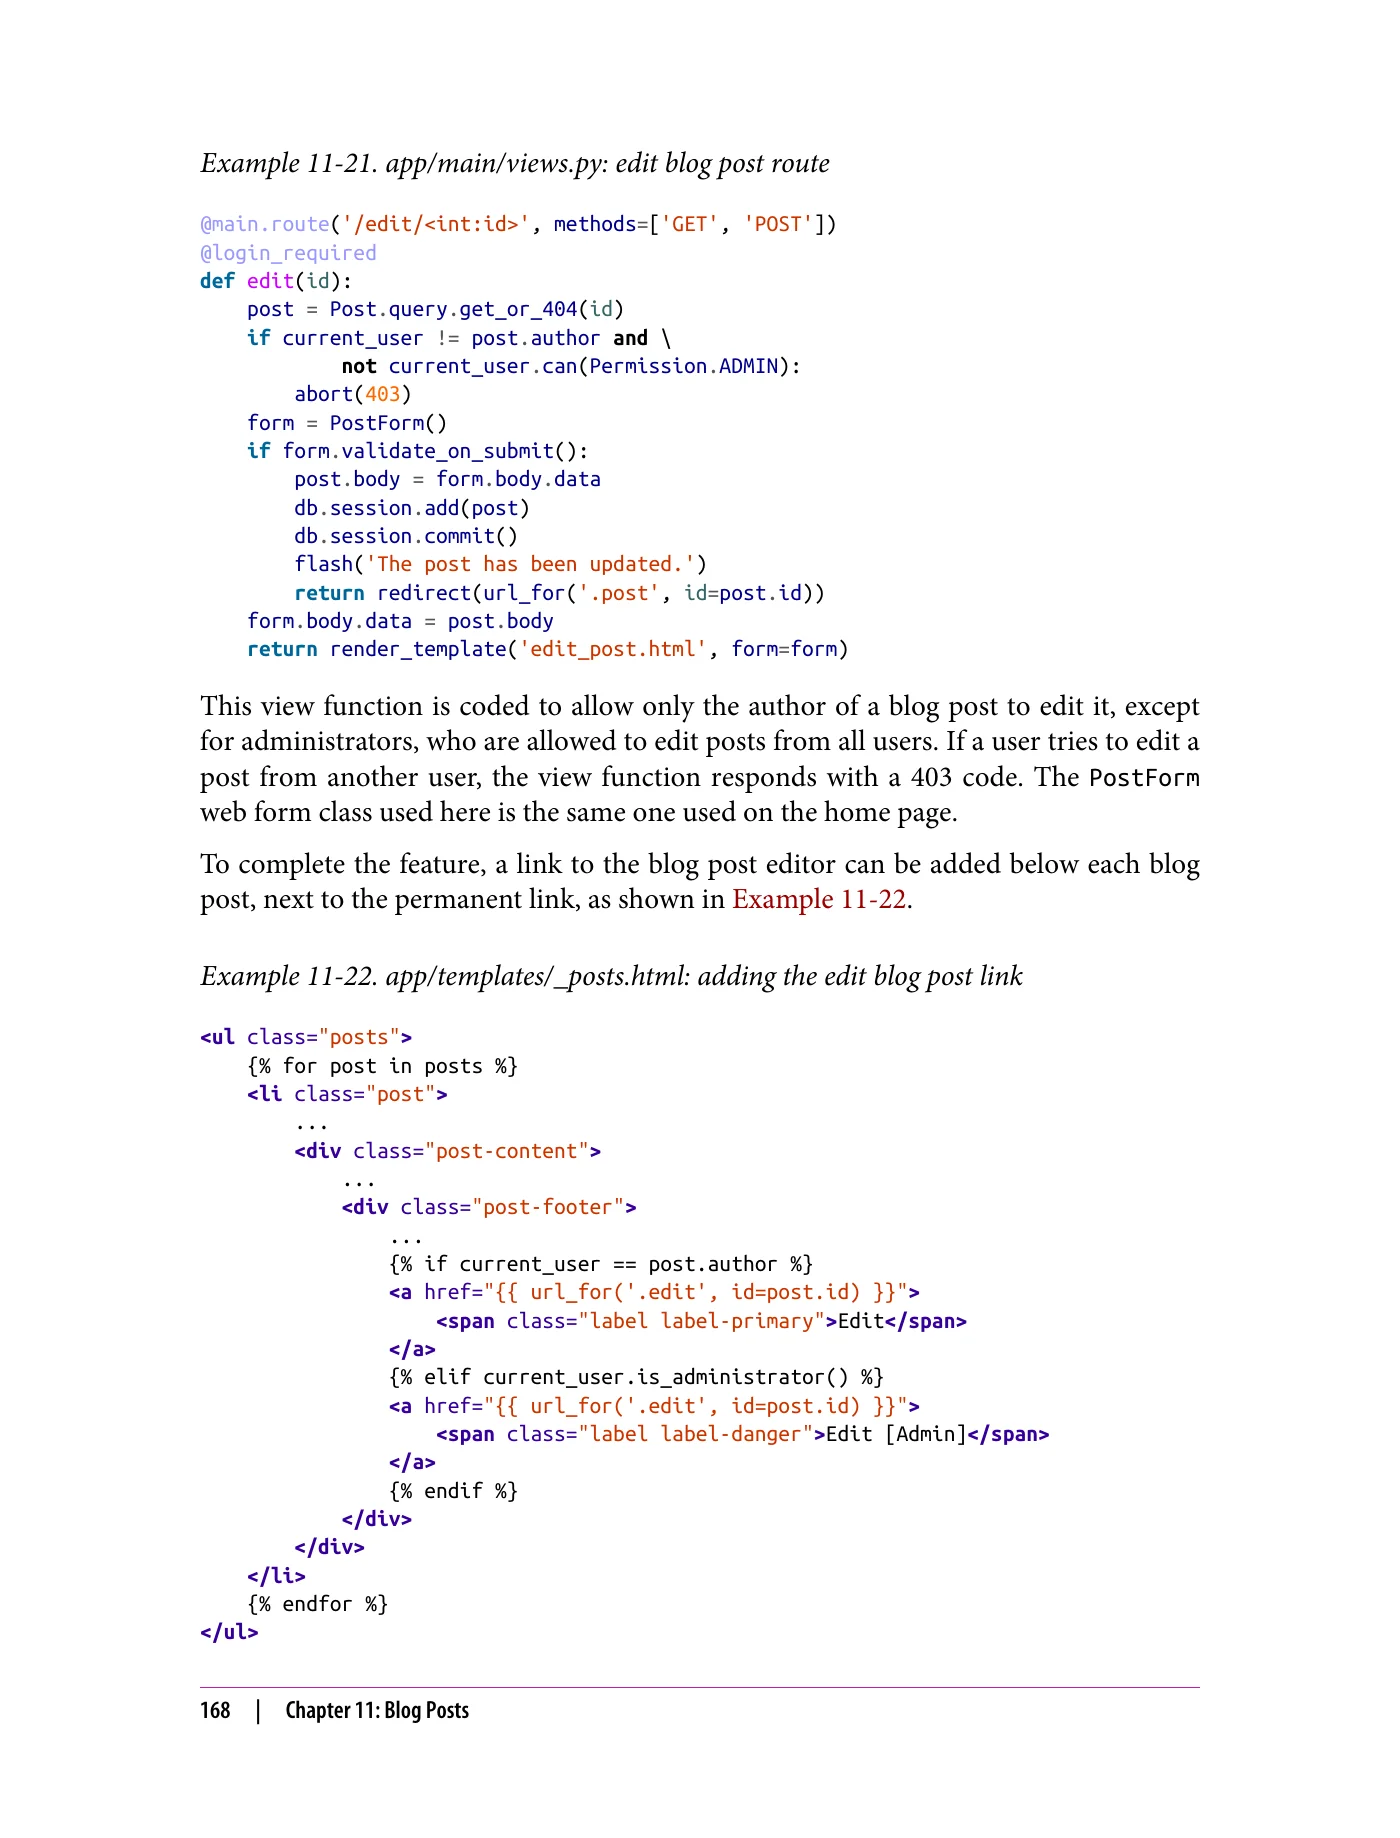 Example 11-21. app/main/views.py: edit blog post route
@main.route('/edit/<int:id>', methods=['GET', 'POST'])
@login_required
def edit(id):
    post = Post.query.get_or_404(id)
    if current_user != post.author and \
            not current_user.can(Permission.ADMIN):
        abort(403)
    form = PostForm()
    if form.validate_on_submit():
        post.body = form.body.data
        db.session.add(post)
        db.session.commit()
        flash('The post has been updated.')
        return redirect(url_for('.post', id=post.id))
    form.body.data = post.body
    return render_template('edit_post.html', form=form)
This view function is coded to allow only the author of a blog post to edit it, except
for administrators, who are allowed to edit posts from all users. If a user tries to edit a
post from another user, the view function responds with a 403 code. The PostForm
web form class used here is the same one used on the home page.
To complete the feature, a link to the blog post editor can be added below each blog
post, next to the permanent link, as shown in Example 11-22.
Example 11-22. app/templates/_posts.html: adding the edit blog post link
<ul class="posts">
    {% for post in posts %}
    <li class="post">
        ...
        <div class="post-content">
            ...
            <div class="post-footer">
                ...
                {% if current_user == post.author %}
                <a href="{{ url_for('.edit', id=post.id) }}">
                    <span class="label label-primary">Edit</span>
                </a>
                {% elif current_user.is_administrator() %}
                <a href="{{ url_for('.edit', id=post.id) }}">
                    <span class="label label-danger">Edit [Admin]</span>
                </a>
                {% endif %}
            </div>
        </div>
    </li>
    {% endfor %}
</ul>
168 | Chapter 11: Blog Posts